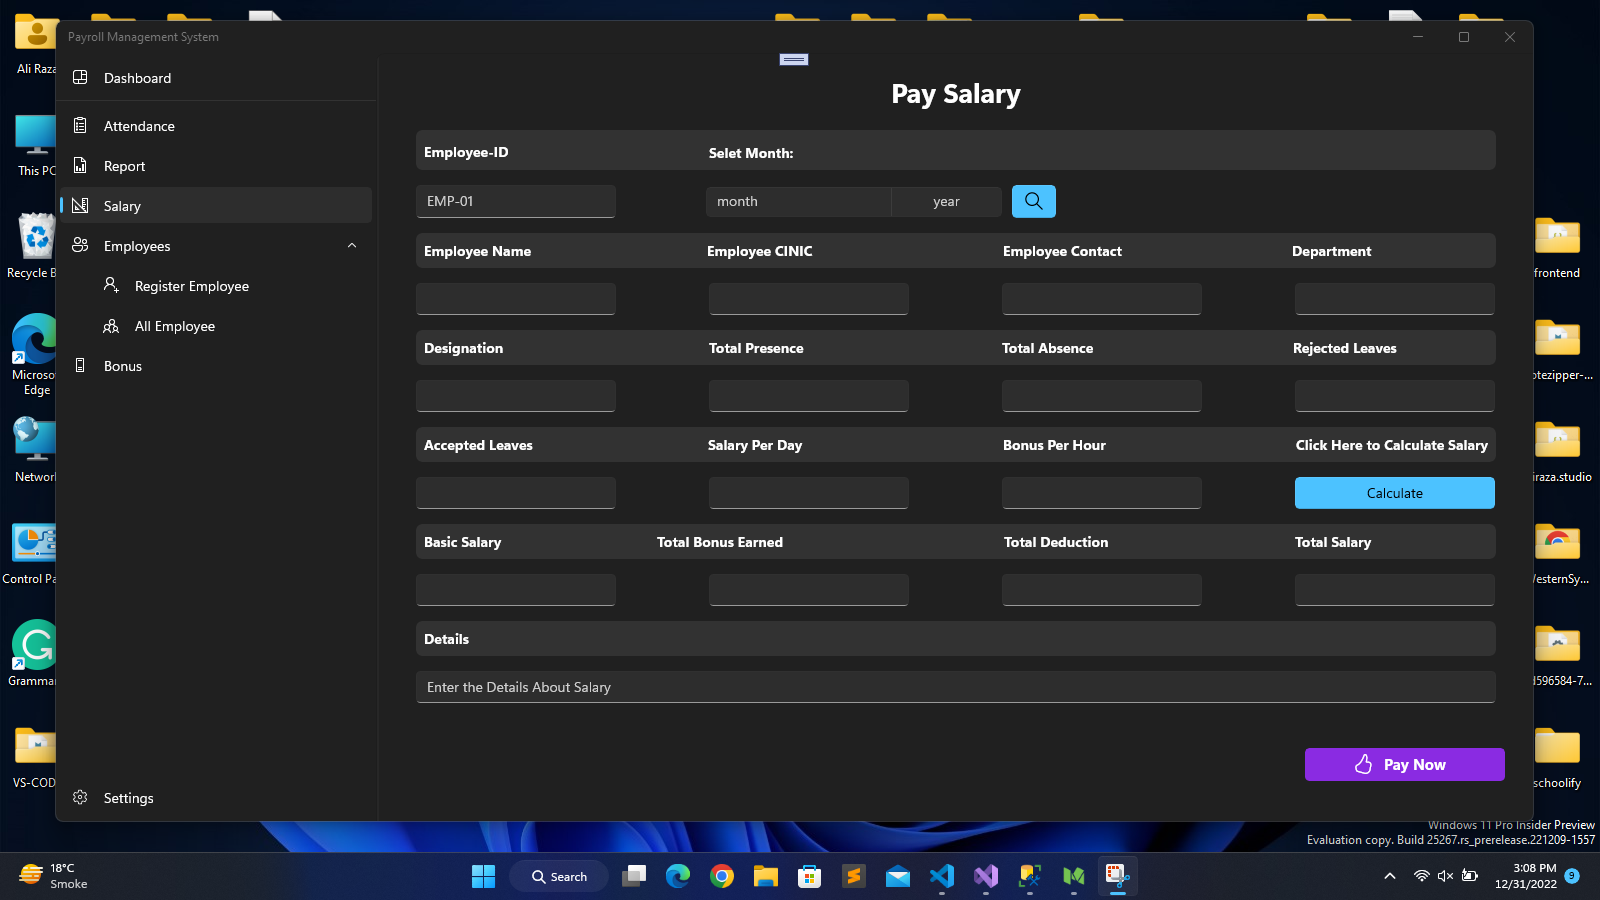 Payroll Management System
Dashboard
Attendance
Report
Salary
Employees
Register Employee
All Employee
Bonus
Settings
Pay Salary
Employee-ID
Selet Month:
EMP-01
month
year
Employee Name
Employee CINIC
Employee Contact
Department
Designation
Total Presence
Total Absence
Rejected Leaves
Accepted Leaves
Salary Per Day
Bonus Per Hour
Click Here to Calculate Salary
Calculate
Basic Salary
Total Bonus Earned
Total Deduction
Total Salary
Details
Enter the Details About Salary
Pay Now
Ali Raza
This PC
Recycle B
Microso
Edge
Networ
Control Pa
Grammar
VS-COD
frontend
otezipper-...
iraza.studio
WesternSy...
596584-7...
schoolify
Windows 11 Pro Insider Preview
Evaluation copy. Build 25267.rs_prerelease.221209-1557
18°C
Smoke
Search
3:08 PM
12/31/2022
9